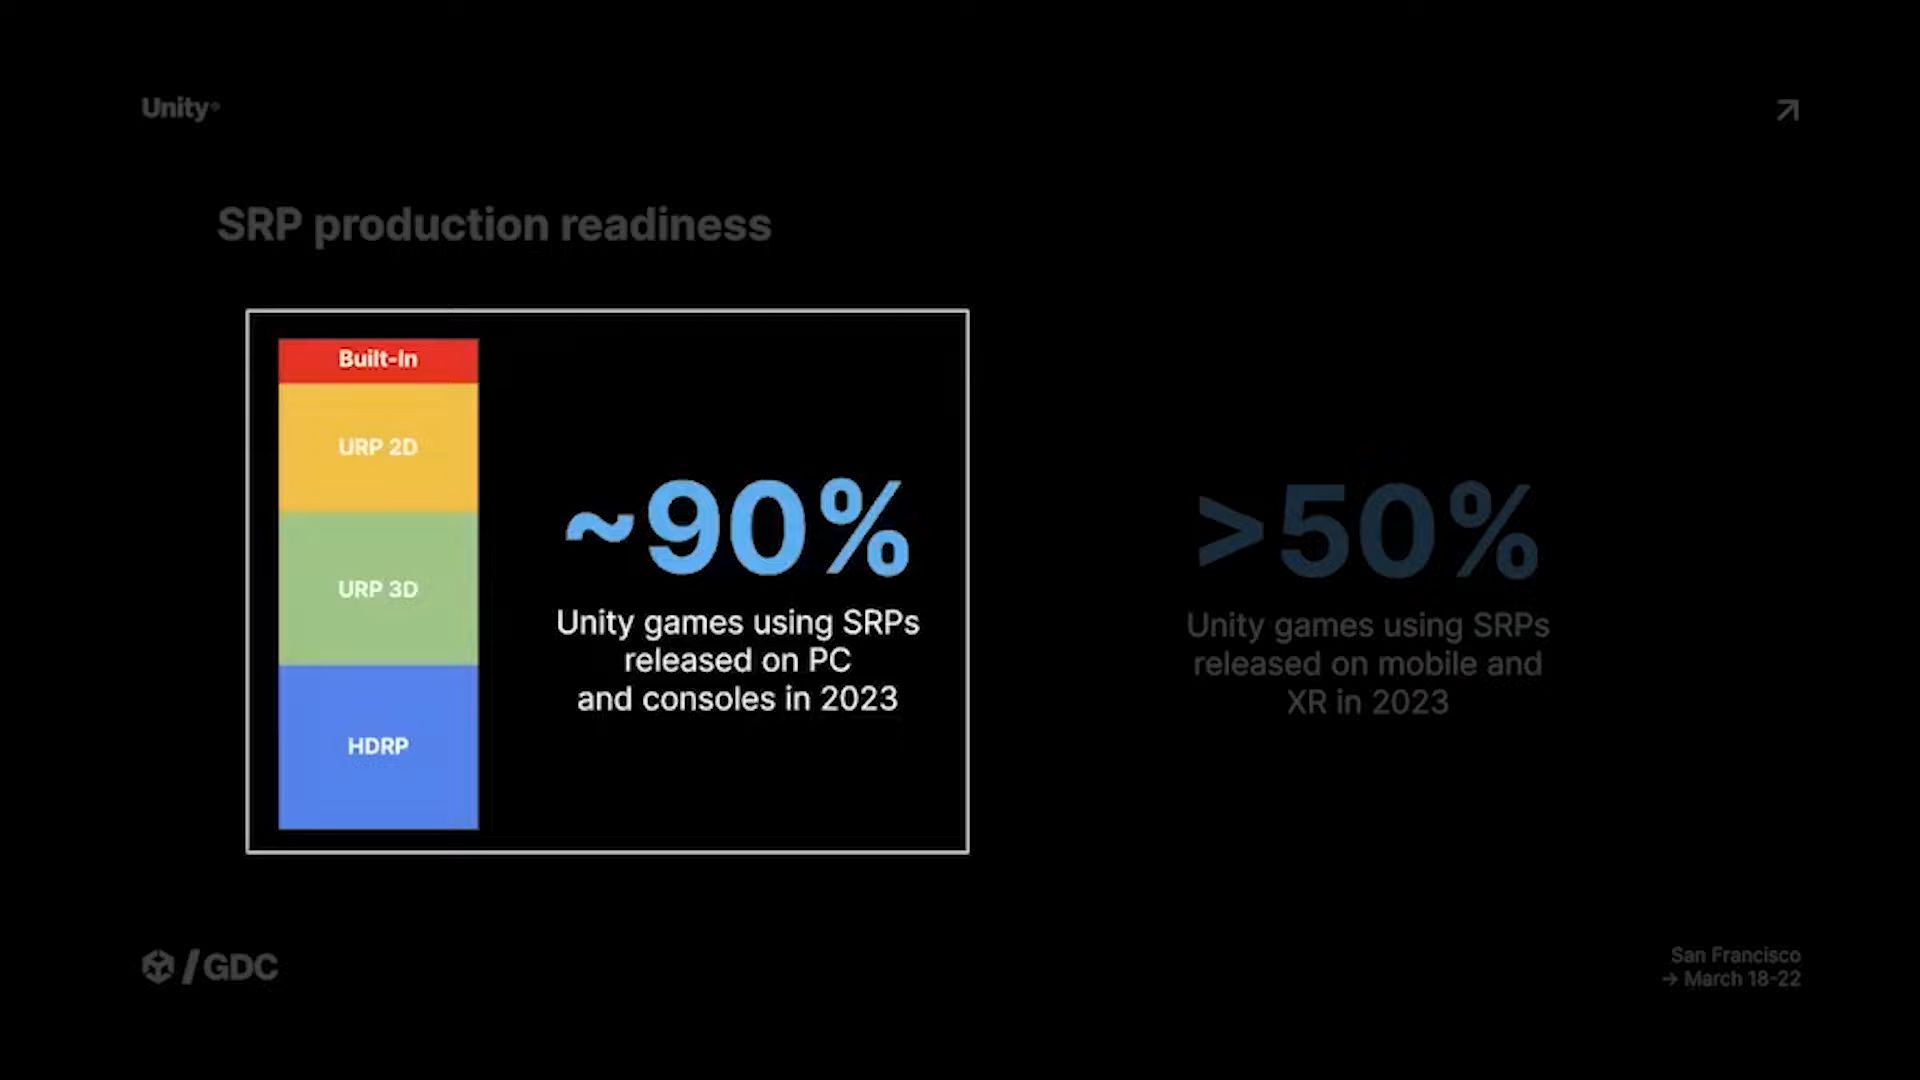 Unity®
SRP production readiness
Built-In
URP 2D
URP 3D
HDRP
~90%
Unity games using SRPs
released on PC
and consoles in 2023
>50%
Unity games using SRPs
released on mobile and
XR in 2023
/GDC
San Francisco
→ March 18-22